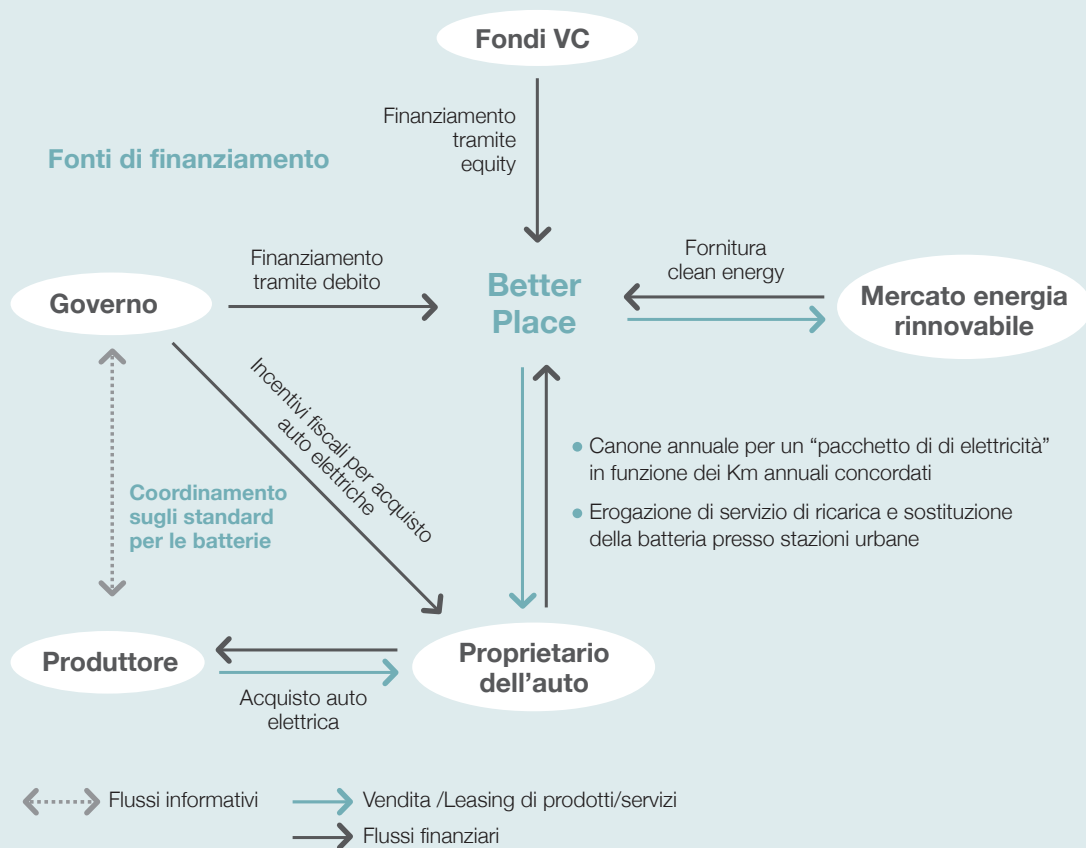 Fondi VC
Finanziamento
tramite
equity
Fonti di finanziamento
Finanziamento
tramite debito
Fornitura
clean energy
Governo
Better
Place
Mercato energia
rinnovabile
Incentivi fiscali per acquisto
auto elettriche
Coordinamento
sugli standard
per le batterie
• Canone annuale per un “pacchetto di di elettricità”
in funzione dei Km annuali concordati
• Erogazione di servizio di ricarica e sostituzione
della batteria presso stazioni urbane
Produttore
Proprietario
dell’auto
Acquisto auto
elettrica
Flussi informativi
Vendita /Leasing di prodotti/servizi
Flussi finanziari